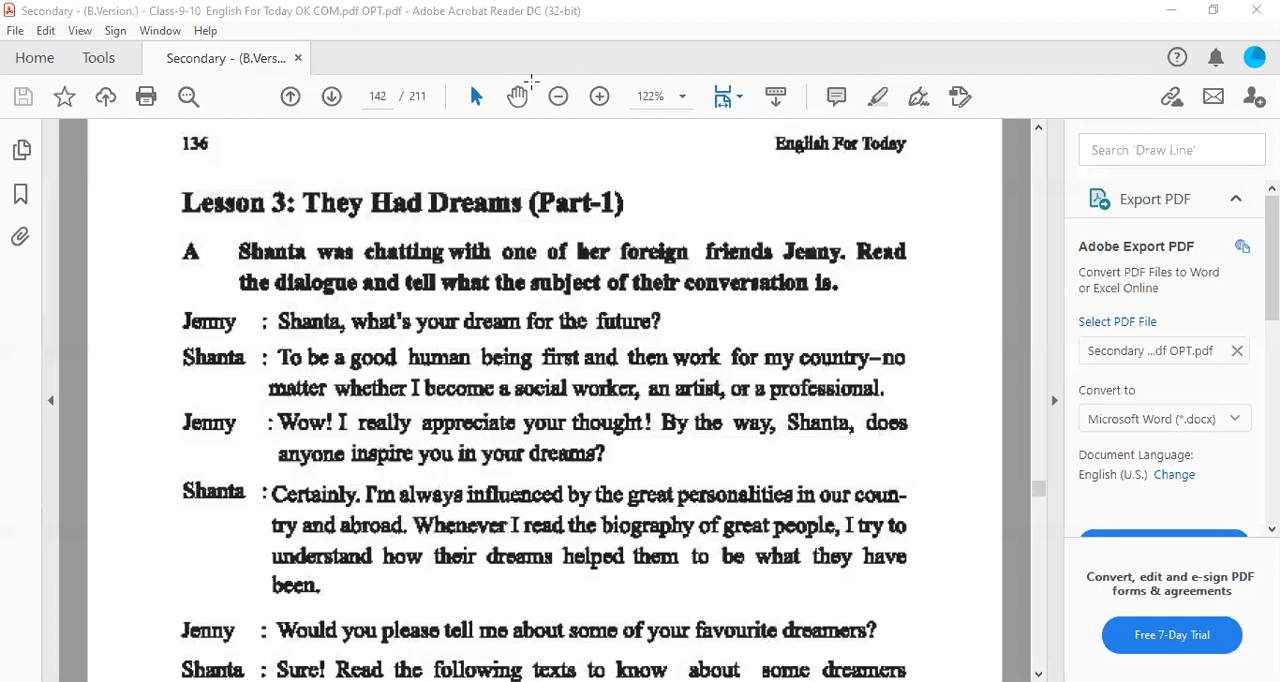 Secondary - (B.Version.) - Class-9-10 English For Today OK COM.pdf OPT.pdf - Adobe Acrobat Reader DC (32-bit)
File Edit View Sign Window Help
Home Tools Secondary - (B.Vers... ×
142 / 211 122%
136 English For Today
Lesson 3: They Had Dreams (Part-1)
A Shanta was chatting with one of her foreign friends Jenny. Read
the dialogue and tell what the subject of their conversation is.
Jenny : Shanta, what's your dream for the future?
Shanta : To be a good human being first and then work for my country–no
matter whether I become a social worker, an artist, or a professional.
Jenny : Wow! I really appreciate your thought! By the way, Shanta, does
anyone inspire you in your dreams?
Shanta : Certainly. I'm always influenced by the great personalities in our coun-
try and abroad. Whenever I read the biography of great people, I try to
understand how their dreams helped them to be what they have
been.
Jenny : Would you please tell me about some of your favourite dreamers?
Shanta : Sure! Read the following texts to know about some dreamers
Search 'Draw Line'
Export PDF
Adobe Export PDF
Convert PDF Files to Word
or Excel Online
Select PDF File
Secondary ...df OPT.pdf
Convert to
Microsoft Word (*.docx)
Document Language:
English (U.S.) Change
Convert, edit and e-sign PDF
forms & agreements
Free 7-Day Trial